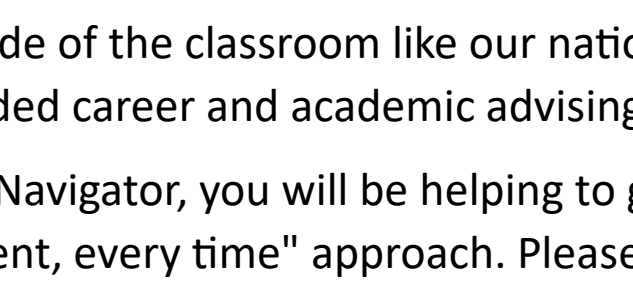 de of the classroom like our natio
ded career and academic advising
Navigator, you will be helping to g
ent, every time" approach. Please